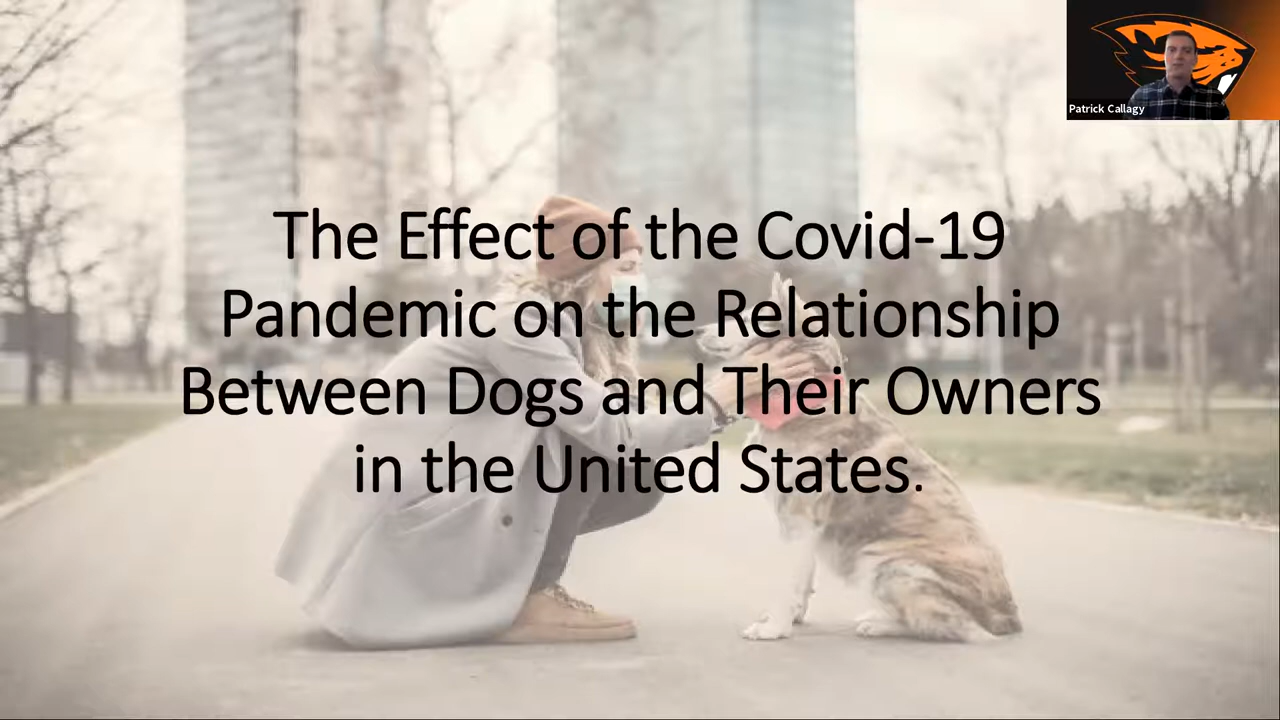 Patrick Callagy
The Effect of the Covid-19
Pandemic on the Relationship
Between Dogs and Their Owners
in the United States.